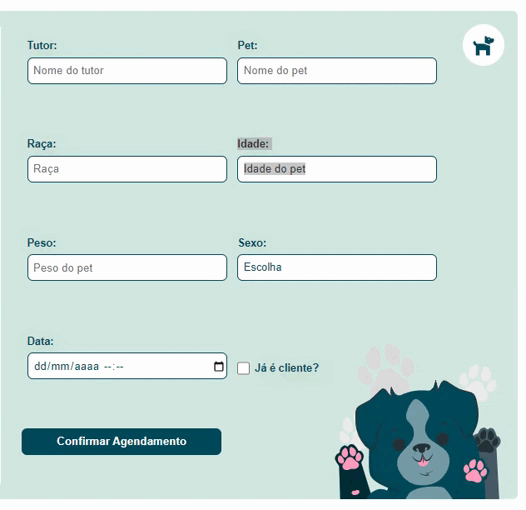 Tutor: Pet:
Nome do tutor Nome do pet
Raça: Idade:
Raça Idade do pet
Peso: Sexo:
Peso do pet Escolha
Data:
dd/mm/aaaa --:-- Já é cliente?
Confirmar Agendamento